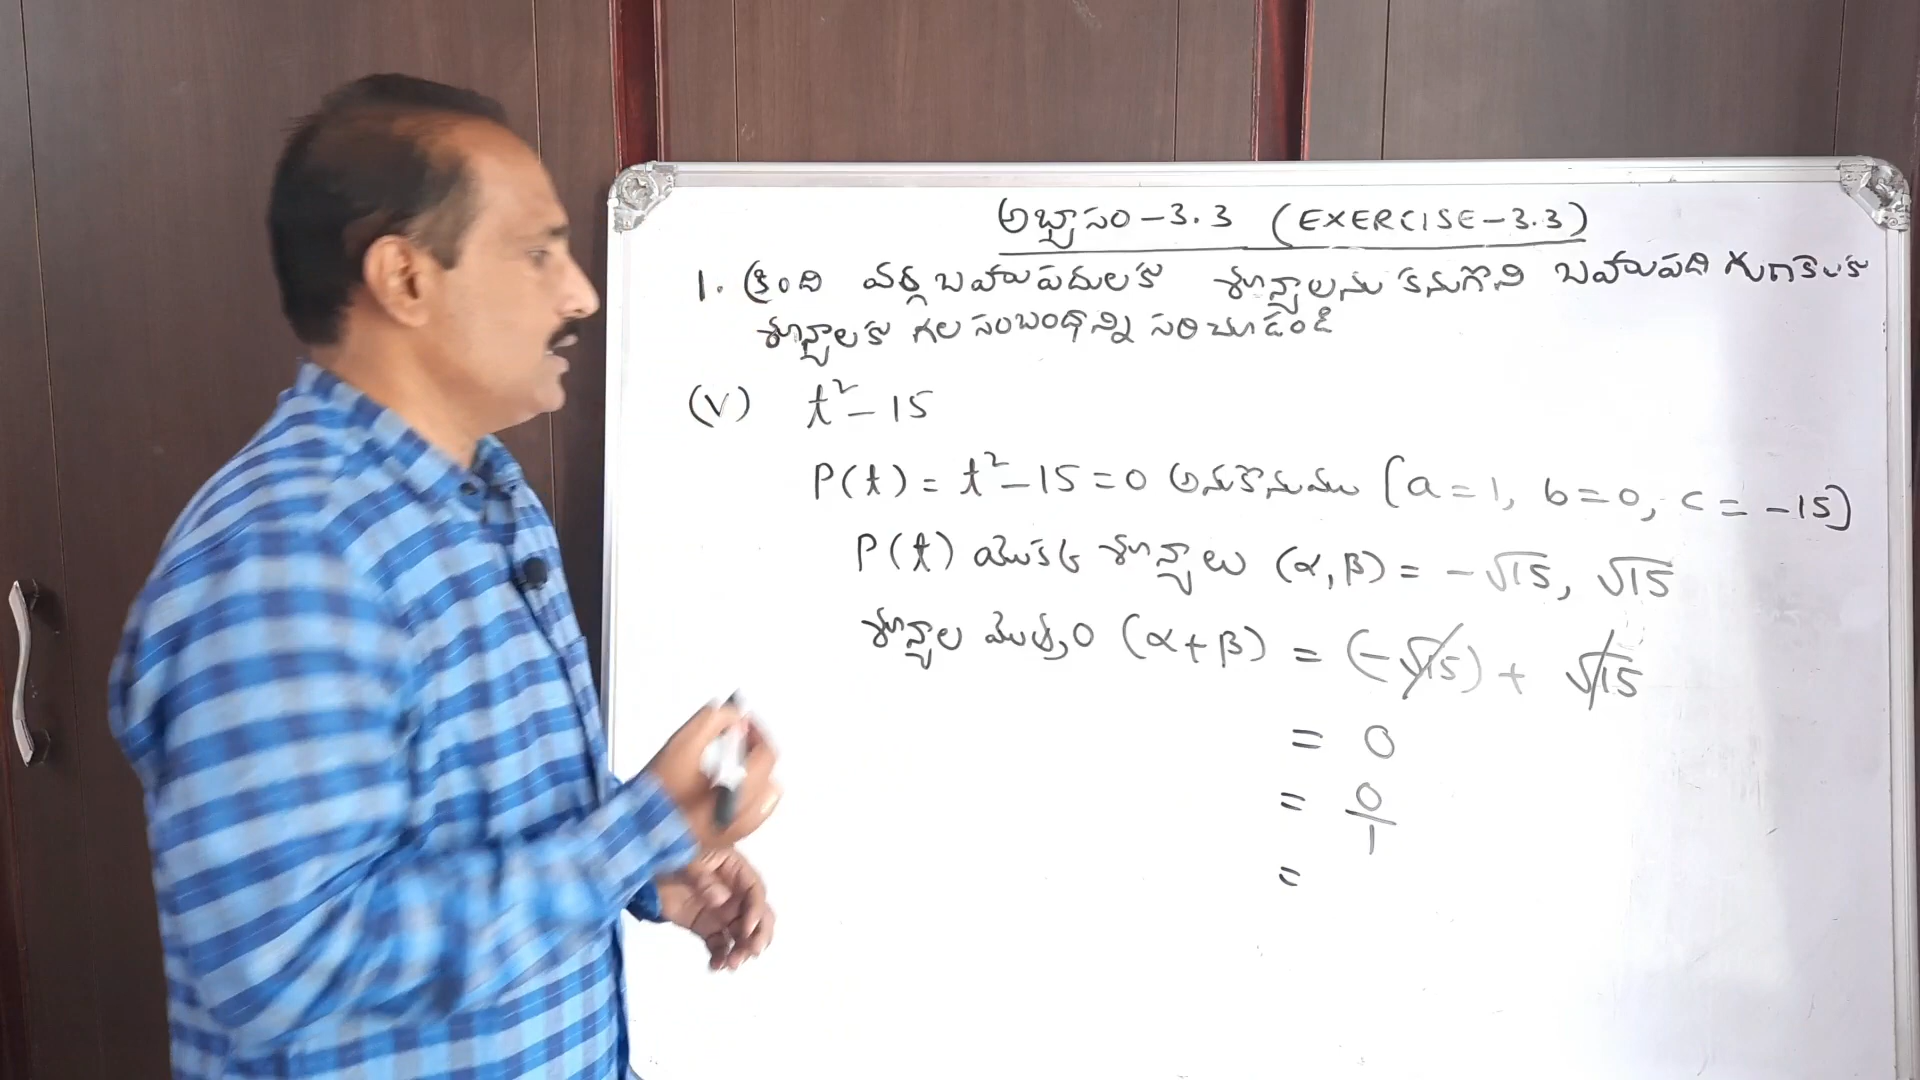 అభ్యాసం - 3.3 (EXERCISE - 3.3)
1. క్రింది వర్గ బహుపదులకు శూన్యాలను కనుగొని బహుపది గుణకాలకు
శూన్యాలకు గల సంబంధాన్ని సరిచూడండి
(V) t² - 15
P(t) = t² - 15 = 0 అనుకొనుము [a = 1, b = 0, c = -15]
P(t) యొక్క శూన్యాలు (α, β) = -√15, √15
శూన్యాల మొత్తం (α + β) = (-√15) + √15
= 0
= 0/1
=